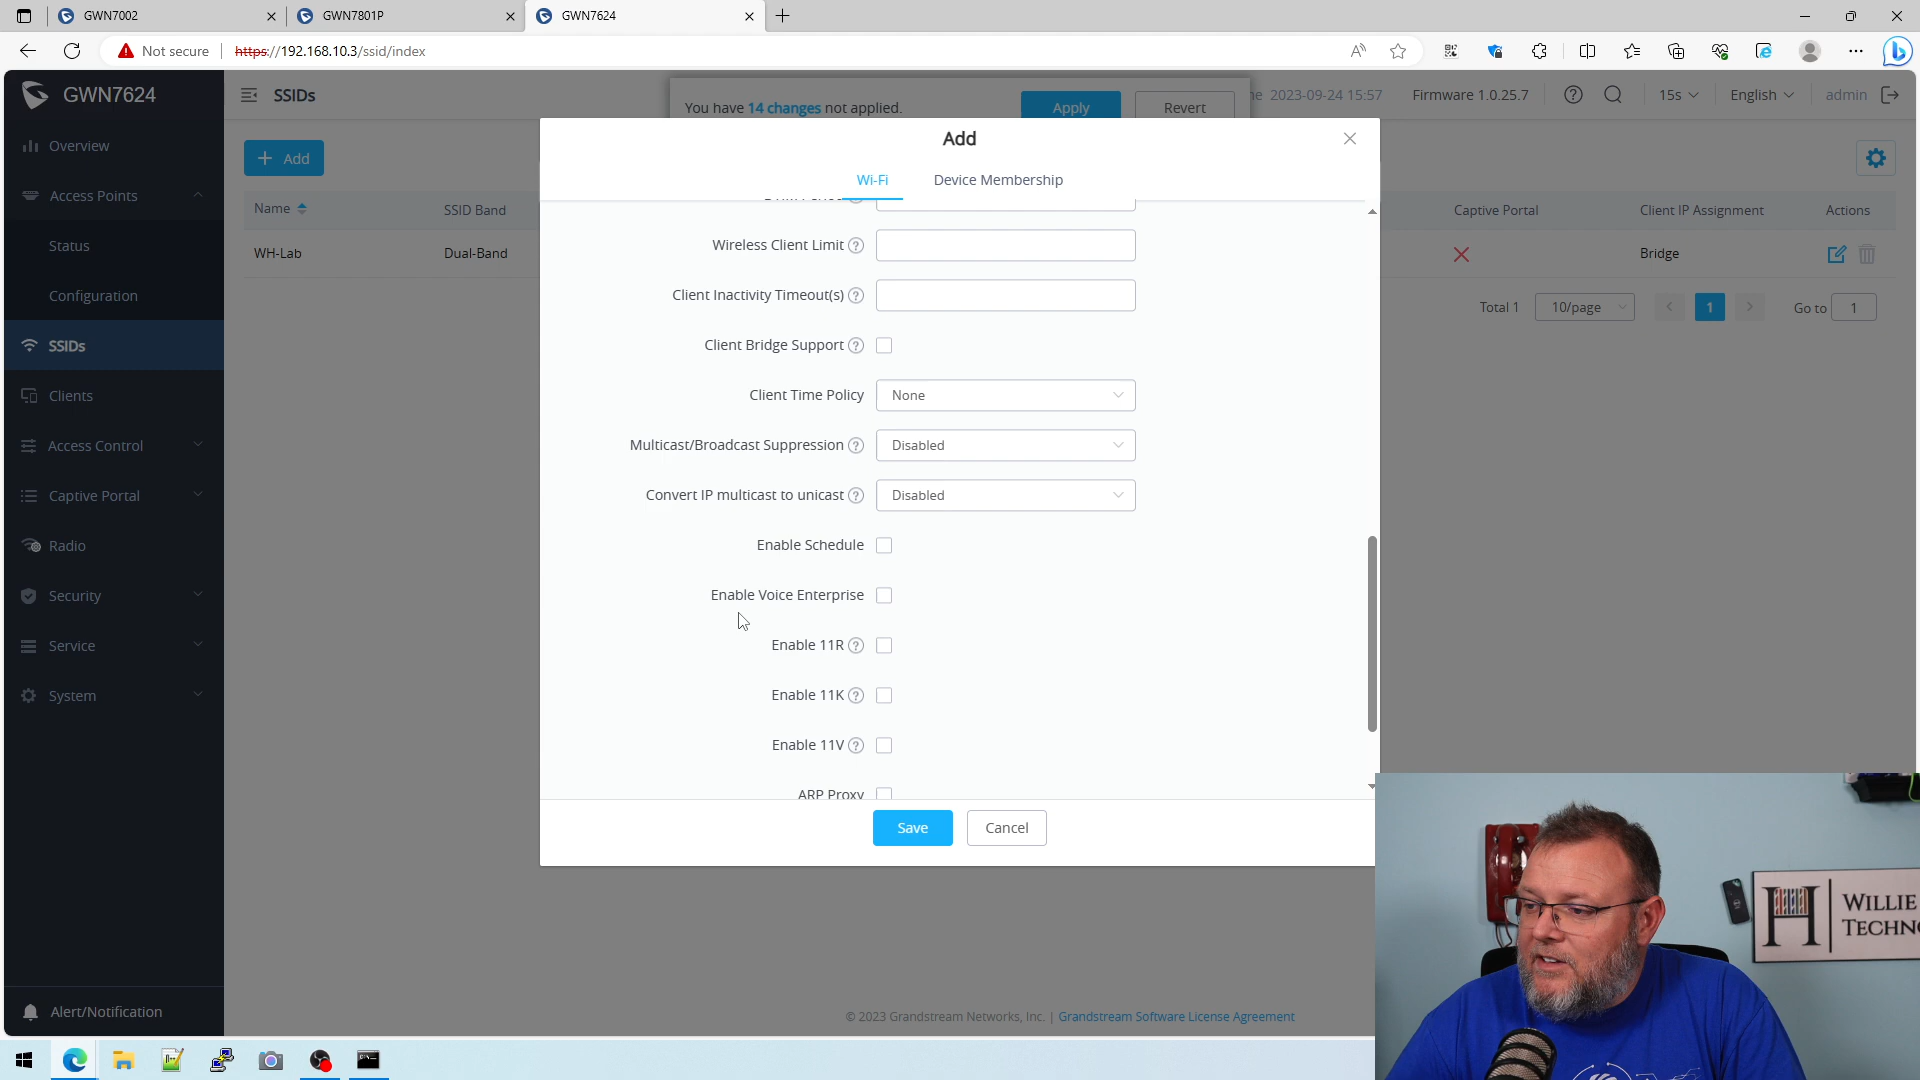 GWN7002
GWN7801P
GWN7624
Not secure
https://192.168.10.3/ssid/index
GWN7624
SSIDs
You have 14 changes not applied.
Apply
Revert
2023-09-24 15:57
Firmware 1.0.25.7
15s
English
admin
Overview
Access Points
Status
Configuration
SSIDs
Clients
Access Control
Captive Portal
Radio
Security
Service
System
Alert/Notification
Add
Name
SSID Band
Captive Portal
Client IP Assignment
Actions
WH-Lab
Dual-Band
Bridge
Total 1
10/page
1
Go to
1
Add
Wi-Fi
Device Membership
Wireless Client Limit
Client Inactivity Timeout(s)
Client Bridge Support
Client Time Policy
None
Multicast/Broadcast Suppression
Disabled
Convert IP multicast to unicast
Disabled
Enable Schedule
Enable Voice Enterprise
Enable 11R
Enable 11K
Enable 11V
ARP Proxy
Save
Cancel
© 2023 Grandstream Networks, Inc. | Grandstream Software License Agreement
WILLIE
TECHNO